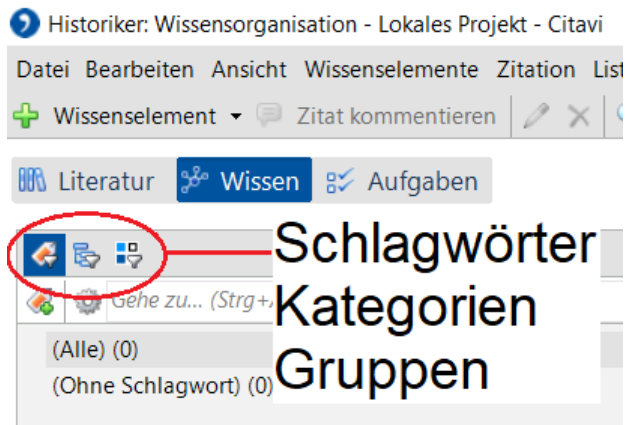 Historiker: Wissensorganisation - Lokales Projekt - Citavi
Datei Bearbeiten Ansicht Wissenselemente Zitation
Wissenselement Zitat kommentieren
Literatur Wissen Aufgaben
Schlagwörter
Gehe zu... (Strg+
Kategorien
(Alle) (0)
(Ohne Schlagwort) (0)
Gruppen